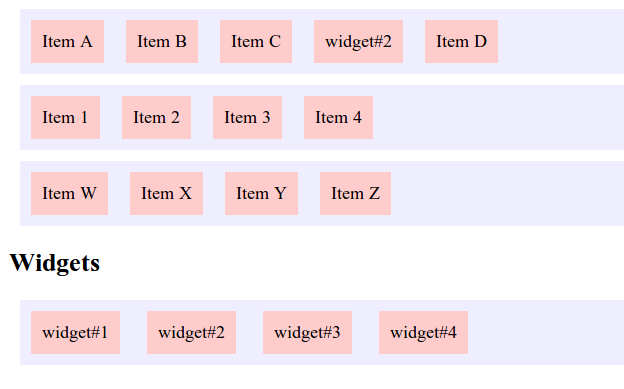 Item A Item B Item C widget#2 Item D
Item 1 Item 2 Item 3 Item 4
Item W Item X Item Y Item Z
Widgets
widget#1 widget#2 widget#3 widget#4